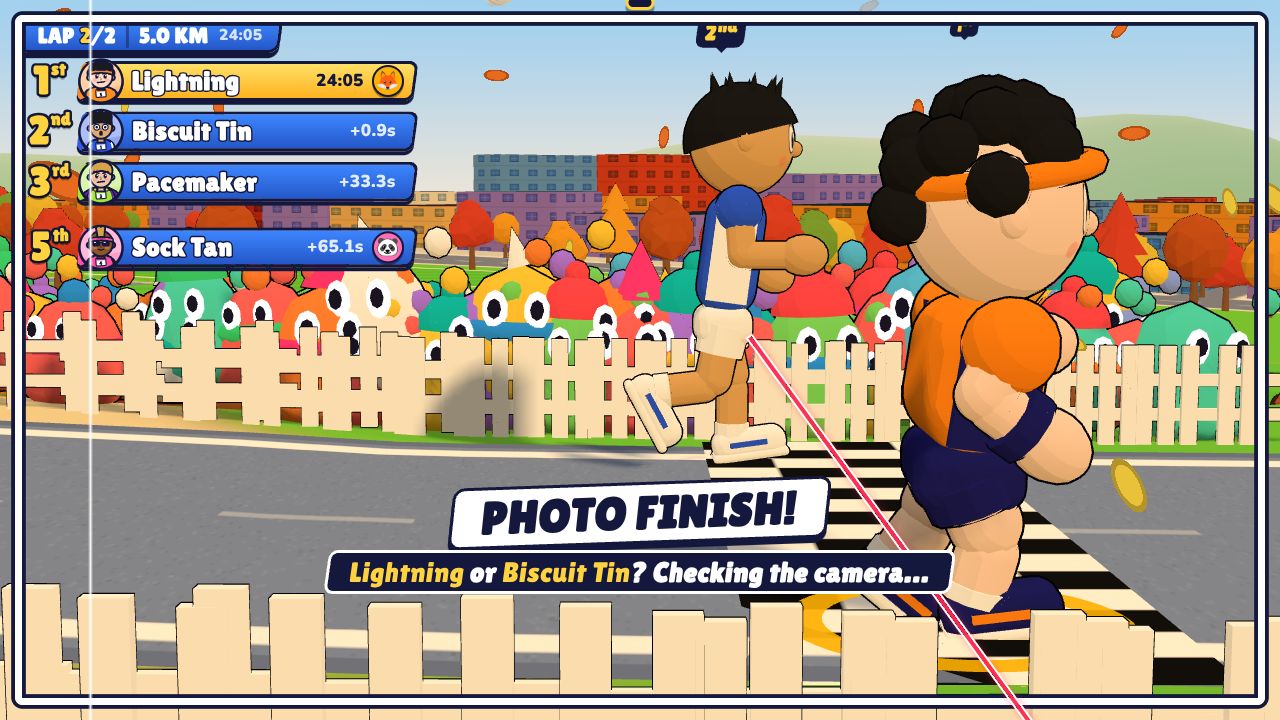 LAP 2/2 5.0 KM 24:05
1st Lightning 24:05
2nd Biscuit Tin +0.9s
3rd Pacemaker +33.3s
5th Sock Tan +65.1s
2nd
PHOTO FINISH!
Lightning or Biscuit Tin? Checking the camera...